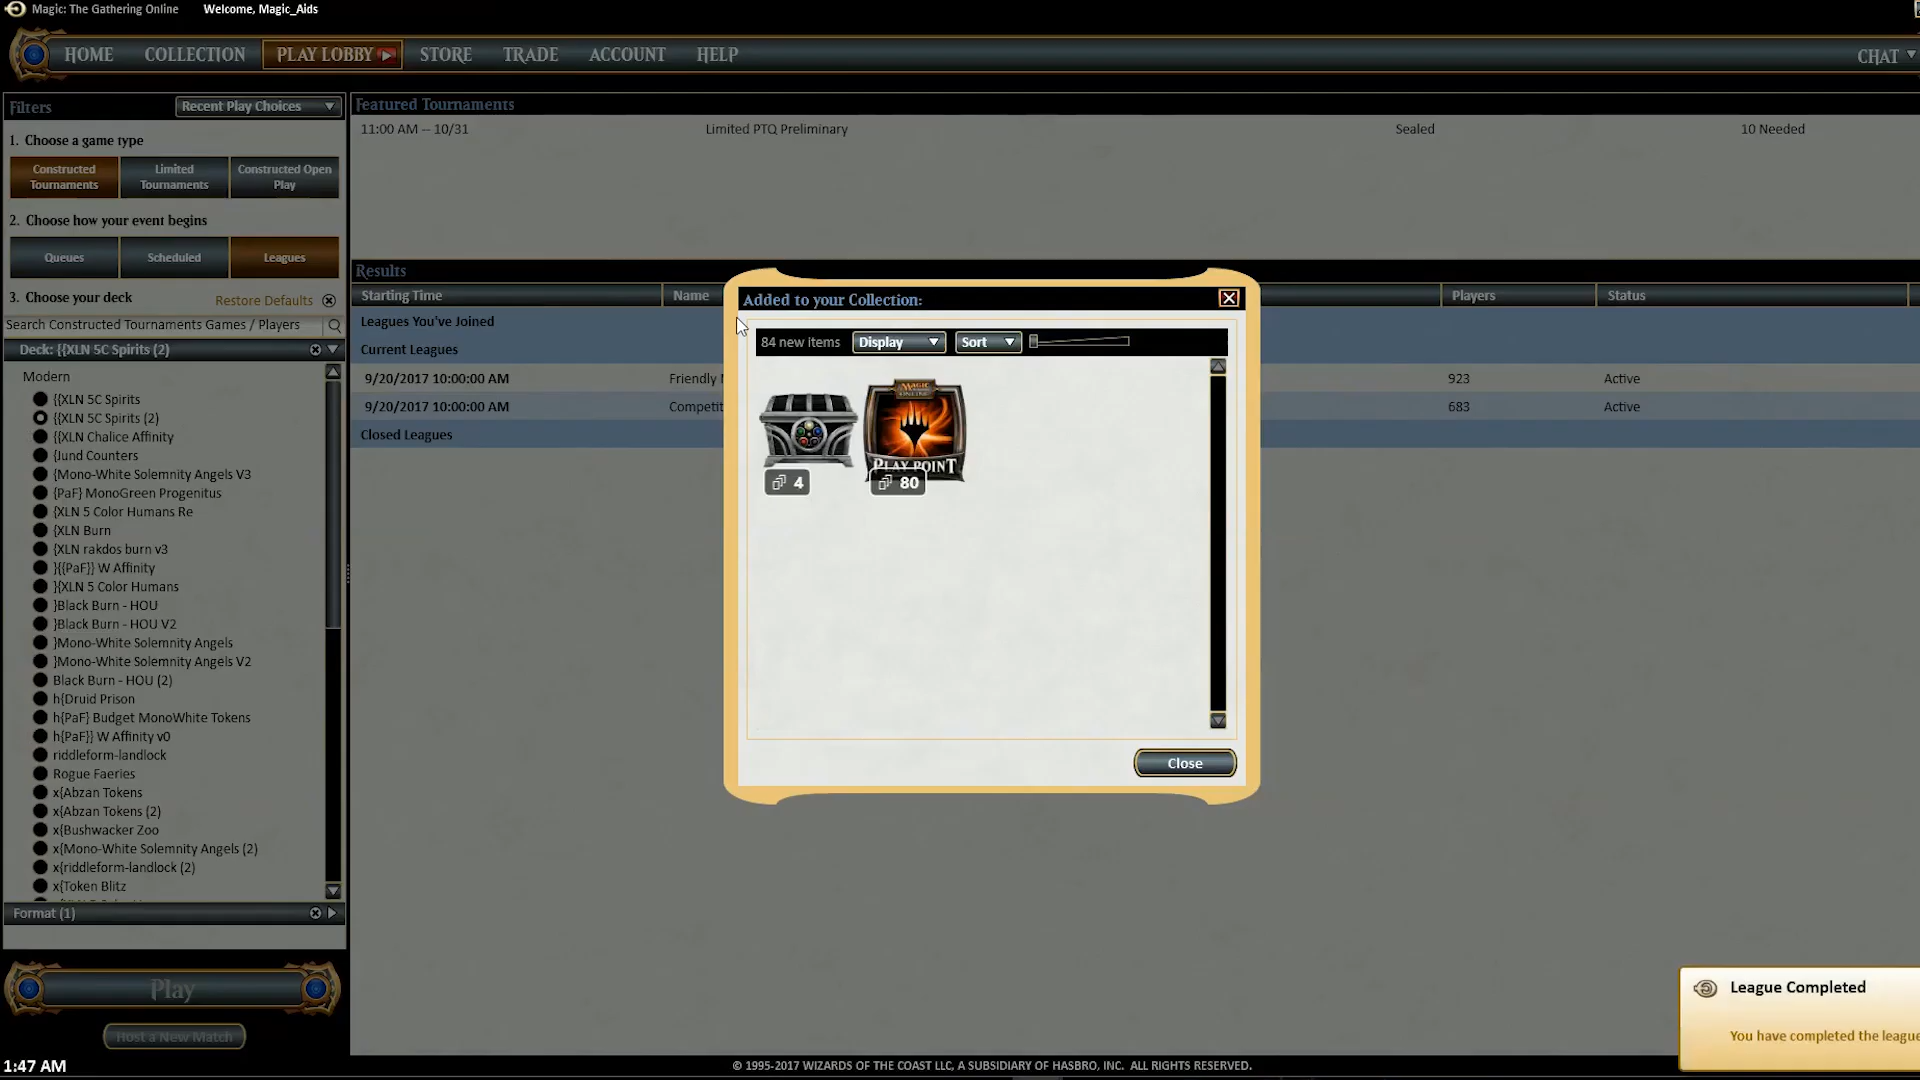 Magic: The Gathering Online
Welcome, Magic_Aids
HOME
COLLECTION
PLAY LOBBY
STORE
TRADE
ACCOUNT
HELP
CHAT
Filters
Recent Play Choices
1. Choose a game type
Constructed Tournaments
Limited Tournaments
Constructed Open Play
2. Choose how your event begins
Queues
Scheduled
Leagues
3. Choose your deck
Restore Defaults
Search Constructed Tournaments Games / Players
Deck: {{XLN 5C Spirits (2)
Modern
{{XLN 5C Spirits
{{XLN 5C Spirits (2)
{{XLN Chalice Affinity
{Jund Counters
{Mono-White Solemnity Angels V3
{PaF} MonoGreen Progenitus
{XLN 5 Color Humans Re
{XLN Burn
{XLN rakdos burn v3
}{{PaF}} W Affinity
}{XLN 5 Color Humans
}Black Burn - HOU
}Black Burn - HOU V2
}Mono-White Solemnity Angels
}Mono-White Solemnity Angels V2
Black Burn - HOU (2)
h{Druid Prison
h{PaF} Budget MonoWhite Tokens
h{PaF}} W Affinity v0
riddleform-landlock
Rogue Faeries
x{Abzan Tokens
x{Abzan Tokens (2)
x{Bushwacker Zoo
x{Mono-White Solemnity Angels (2)
x{riddleform-landlock (2)
x{Token Blitz
Format (1)
Play
Host a New Match
1:47 AM
Featured Tournaments
11:00 AM -- 10/31
Limited PTQ Preliminary
Sealed
10 Needed
Results
Starting Time
Name
Players
Status
Leagues You've Joined
Current Leagues
9/20/2017 10:00:00 AM
Friendly
923
Active
9/20/2017 10:00:00 AM
Competit
683
Active
Closed Leagues
Added to your Collection:
84 new items
Display
Sort
MAGIC
ONLINE
PLAY POINT
4
80
Close
League Completed
You have completed the league
© 1995-2017 WIZARDS OF THE COAST LLC, A SUBSIDIARY OF HASBRO, INC. ALL RIGHTS RESERVED.